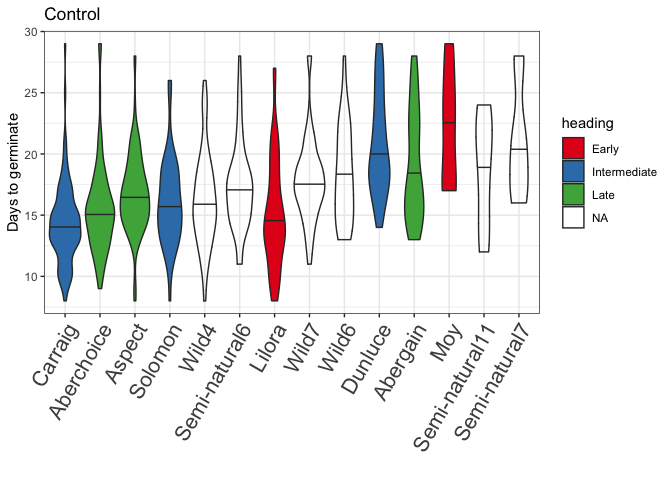 Control
Days to germinate
30
25
20
15
10
Carraig
Aberchoice
Aspect
Solomon
Wild4
Semi-natural6
Lilora
Wild7
Wild6
Dunluce
Abergain
Moy
Semi-natural11
Semi-natural7
heading
Early
Intermediate
Late
NA